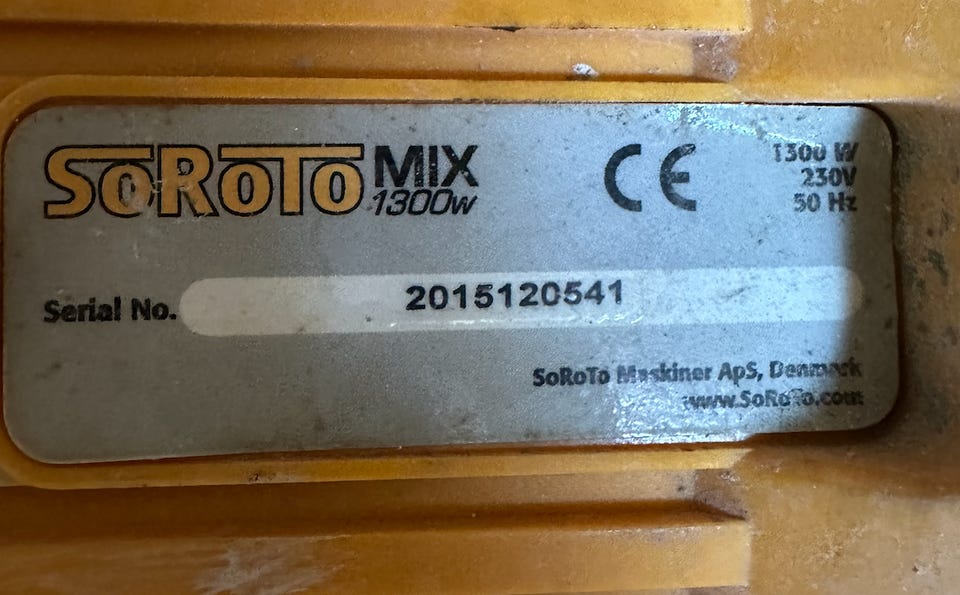 SoRoTo MIX
1300w
CE
1300 W
230V
50 Hz
Serial No. 2015120541
SoRoTo Maskiner ApS, Denmark
www.SoRoTo.com